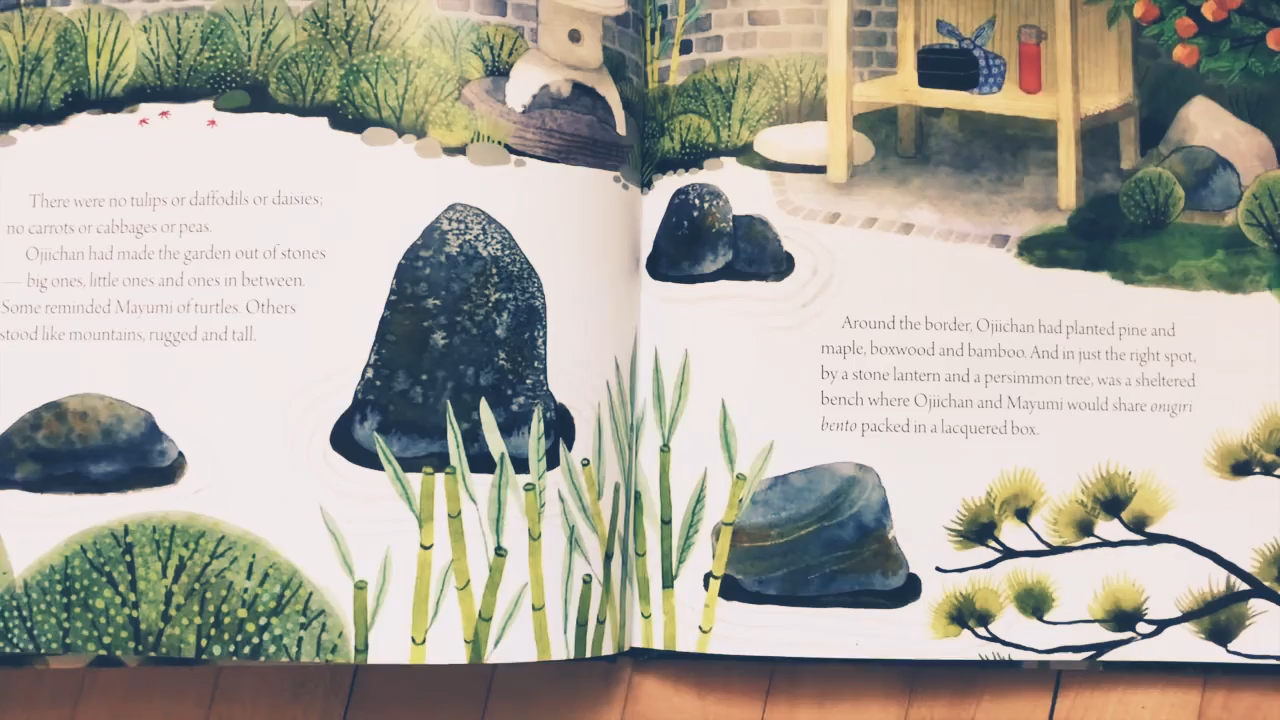 There were no tulips or daffodils or daisies;
no carrots or cabbages or peas.
Ojiichan had made the garden out of stones
— big ones, little ones and ones in between.
Some reminded Mayumi of turtles. Others
stood like mountains, rugged and tall.
Around the border, Ojiichan had planted pine and
maple, boxwood and bamboo. And in just the right spot,
by a stone lantern and a persimmon tree, was a sheltered
bench where Ojiichan and Mayumi would share onigiri
bento packed in a lacquered box.